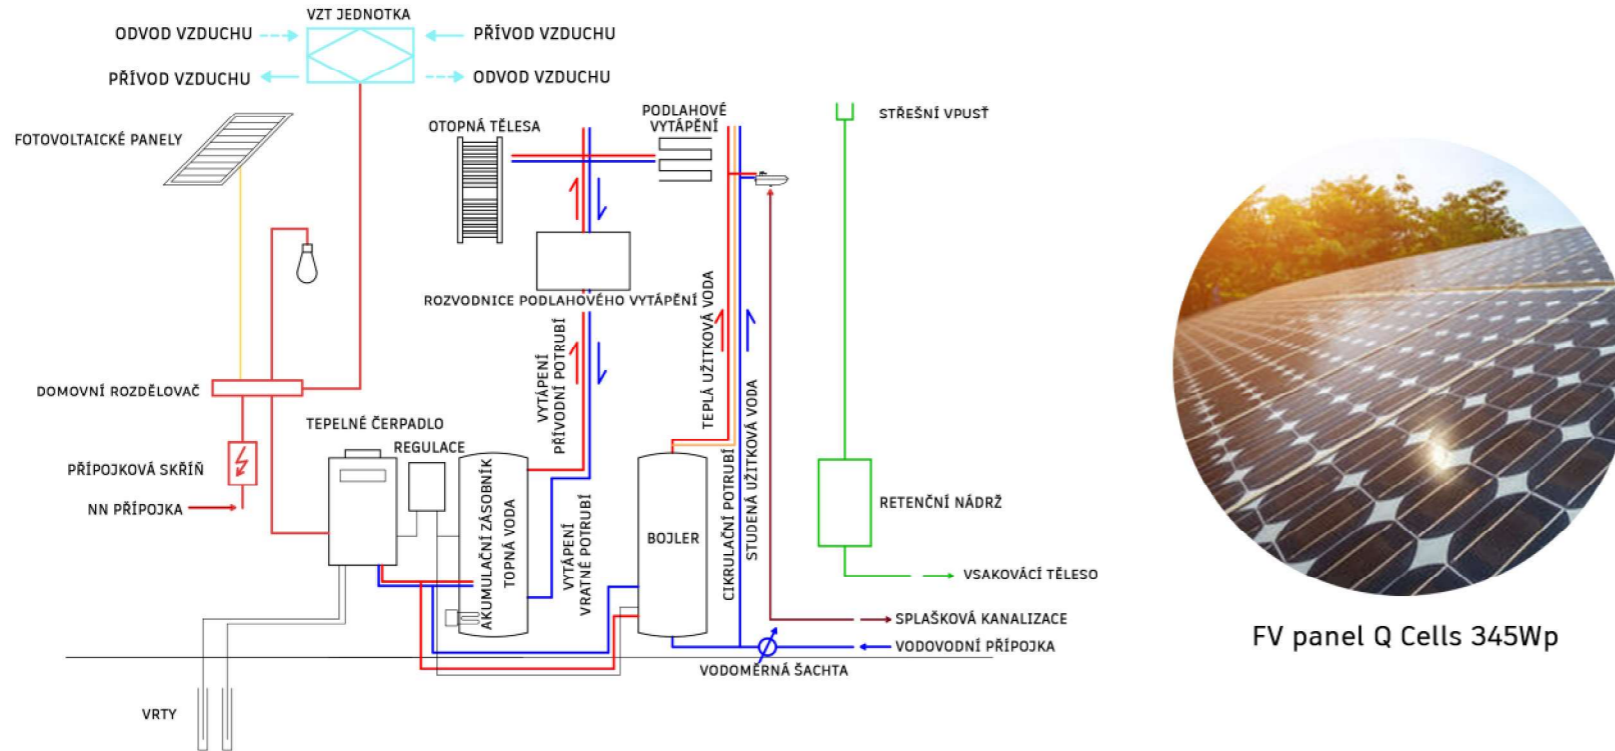 VZT JEDNOTKA
ODVOD VZDUCHU
PŘÍVOD VZDUCHU
PŘÍVOD VZDUCHU
ODVOD VZDUCHU
FOTOVOLTAICKÉ PANELY
OTOPNÁ TĚLESA
PODLAHOVÉ
VYTÁPĚNÍ
STŘEŠNÍ VPUSŤ
ROZVODNICE PODLAHOVÉHO VYTÁPĚNÍ
DOMOVNÍ ROZDĚLOVAČ
VYTÁPĚNÍ
PŘÍVODNÍ POTRUBÍ
TEPLÁ UŽITKOVÁ VODA
TEPELNÉ ČERPADLO
REGULACE
PŘÍPOJKOVÁ SKŘÍŇ
NN PŘÍPOJKA
AKUMULAČNÍ ZÁSOBNÍK
TOPNÁ VODA
VYTÁPĚNÍ
VRATNÉ POTRUBÍ
BOJLER
CIKRULAČNÍ POTRUBÍ
STUDENÁ UŽITKOVÁ VODA
RETENČNÍ NÁDRŽ
VSAKOVÁCÍ TĚLESO
SPLAŠKOVÁ KANALIZACE
VODOVODNÍ PŘÍPOJKA
VODOMĚRNÁ ŠACHTA
VRTY
FV panel Q Cells 345Wp